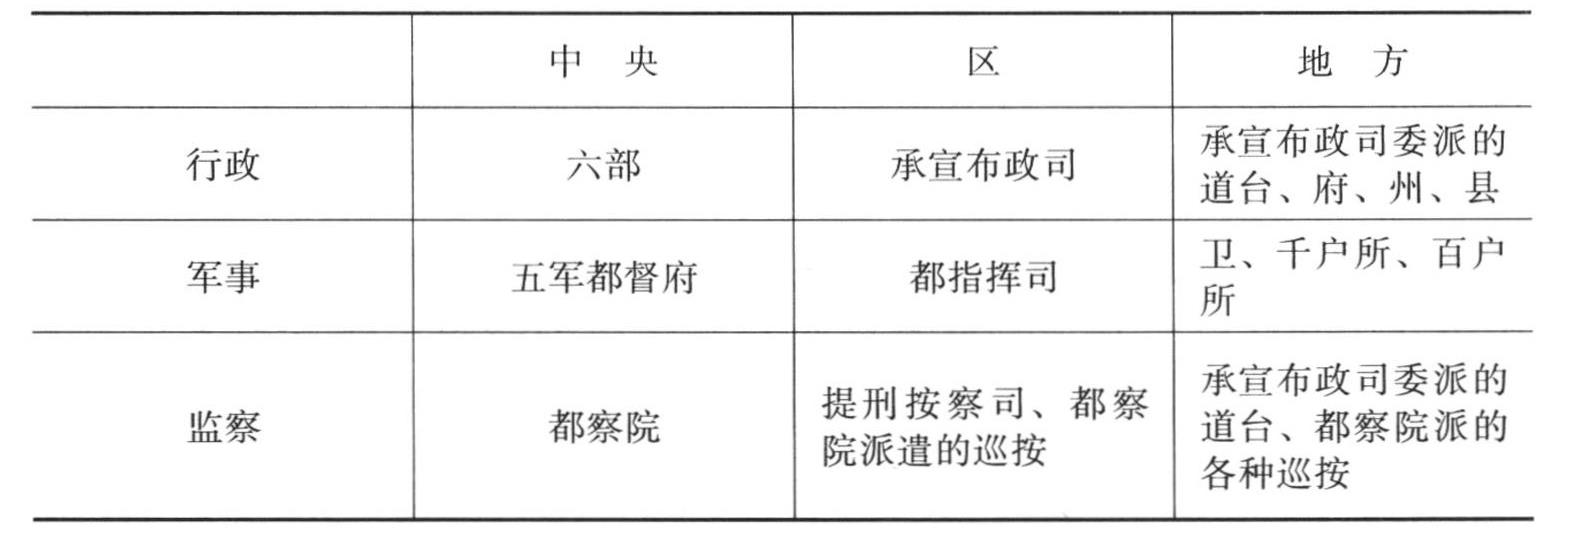 中 央 区 地 方
行政 六部 承宣布政司 承宣布政司委派的
道台、府、州、县
军事 五军都督府 都指挥司 卫、千户所、百户
所
监察 都察院 提刑按察司、都察
院派遣的巡按 承宣布政司委派的
道台、都察院派的
各种巡按